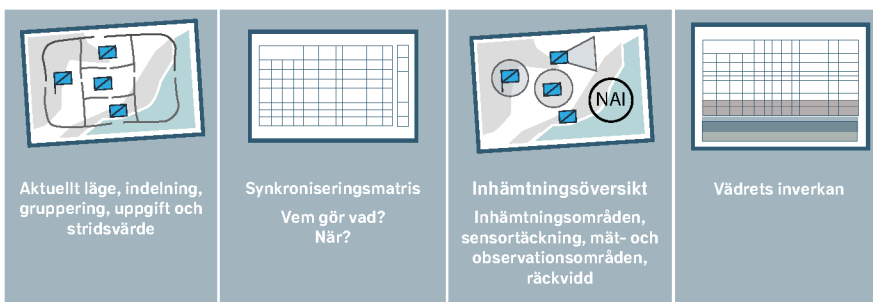 NAI
Aktuellt läge, indelning,
gruppering, uppgift och
stridsvärde
Synkroniseringsmatris
Vem gör vad?
När?
Inhämtningsöversikt
Inhämtningsområden,
sensortäckning, mät- och
observationsområden,
räckvidd
Vädrets inverkan